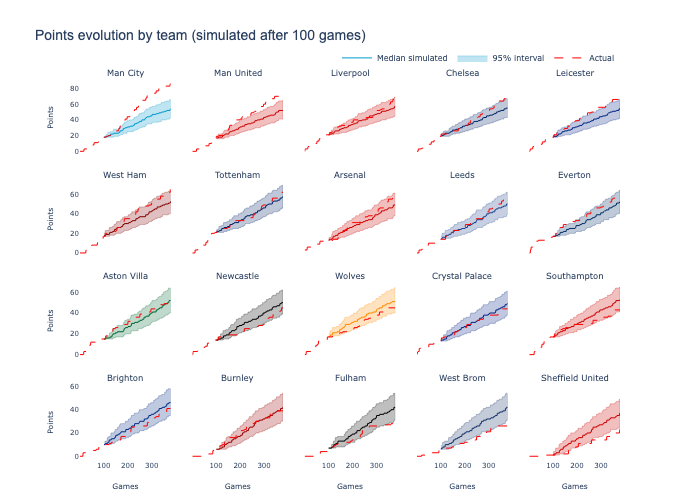 Points evolution by team (simulated after 100 games)
Median simulated 95% interval Actual
Man City Man United Liverpool Chelsea Leicester
80
60
40
20
0
Points
West Ham Tottenham Arsenal Leeds Everton
60
40
20
0
Points
Aston Villa Newcastle Wolves Crystal Palace Southampton
60
40
20
0
Points
Brighton Burnley Fulham West Brom Sheffield United
60
40
20
0
Points
100 200 300 100 200 300 100 200 300 100 200 300 100 200 300
Games Games Games Games Games